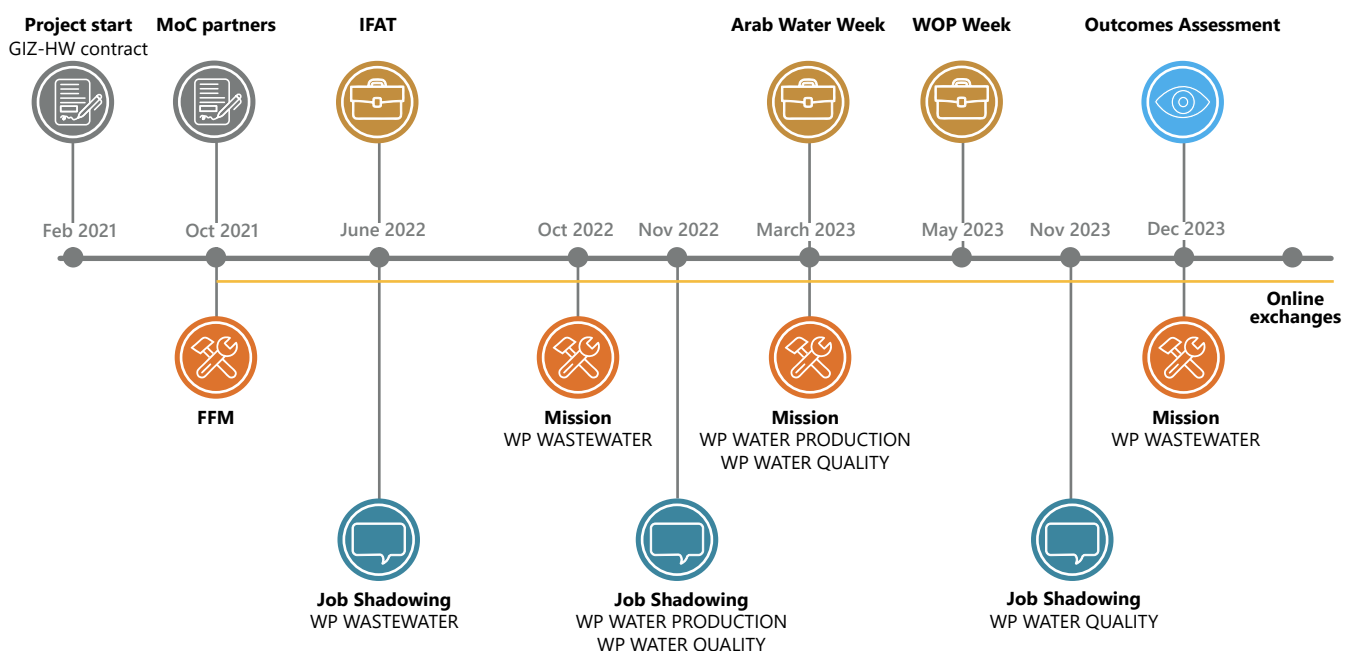 Project start
GIZ-HW contract
MoC partners
IFAT
Arab Water Week
WOP Week
Outcomes Assessment
Feb 2021
Oct 2021
June 2022
Oct 2022
Nov 2022
March 2023
May 2023
Nov 2023
Dec 2023
Online
exchanges
FFM
Mission
WP WASTEWATER
Mission
WP WATER PRODUCTION
WP WATER QUALITY
Mission
WP WASTEWATER
Job Shadowing
WP WASTEWATER
Job Shadowing
WP WATER PRODUCTION
WP WATER QUALITY
Job Shadowing
WP WATER QUALITY